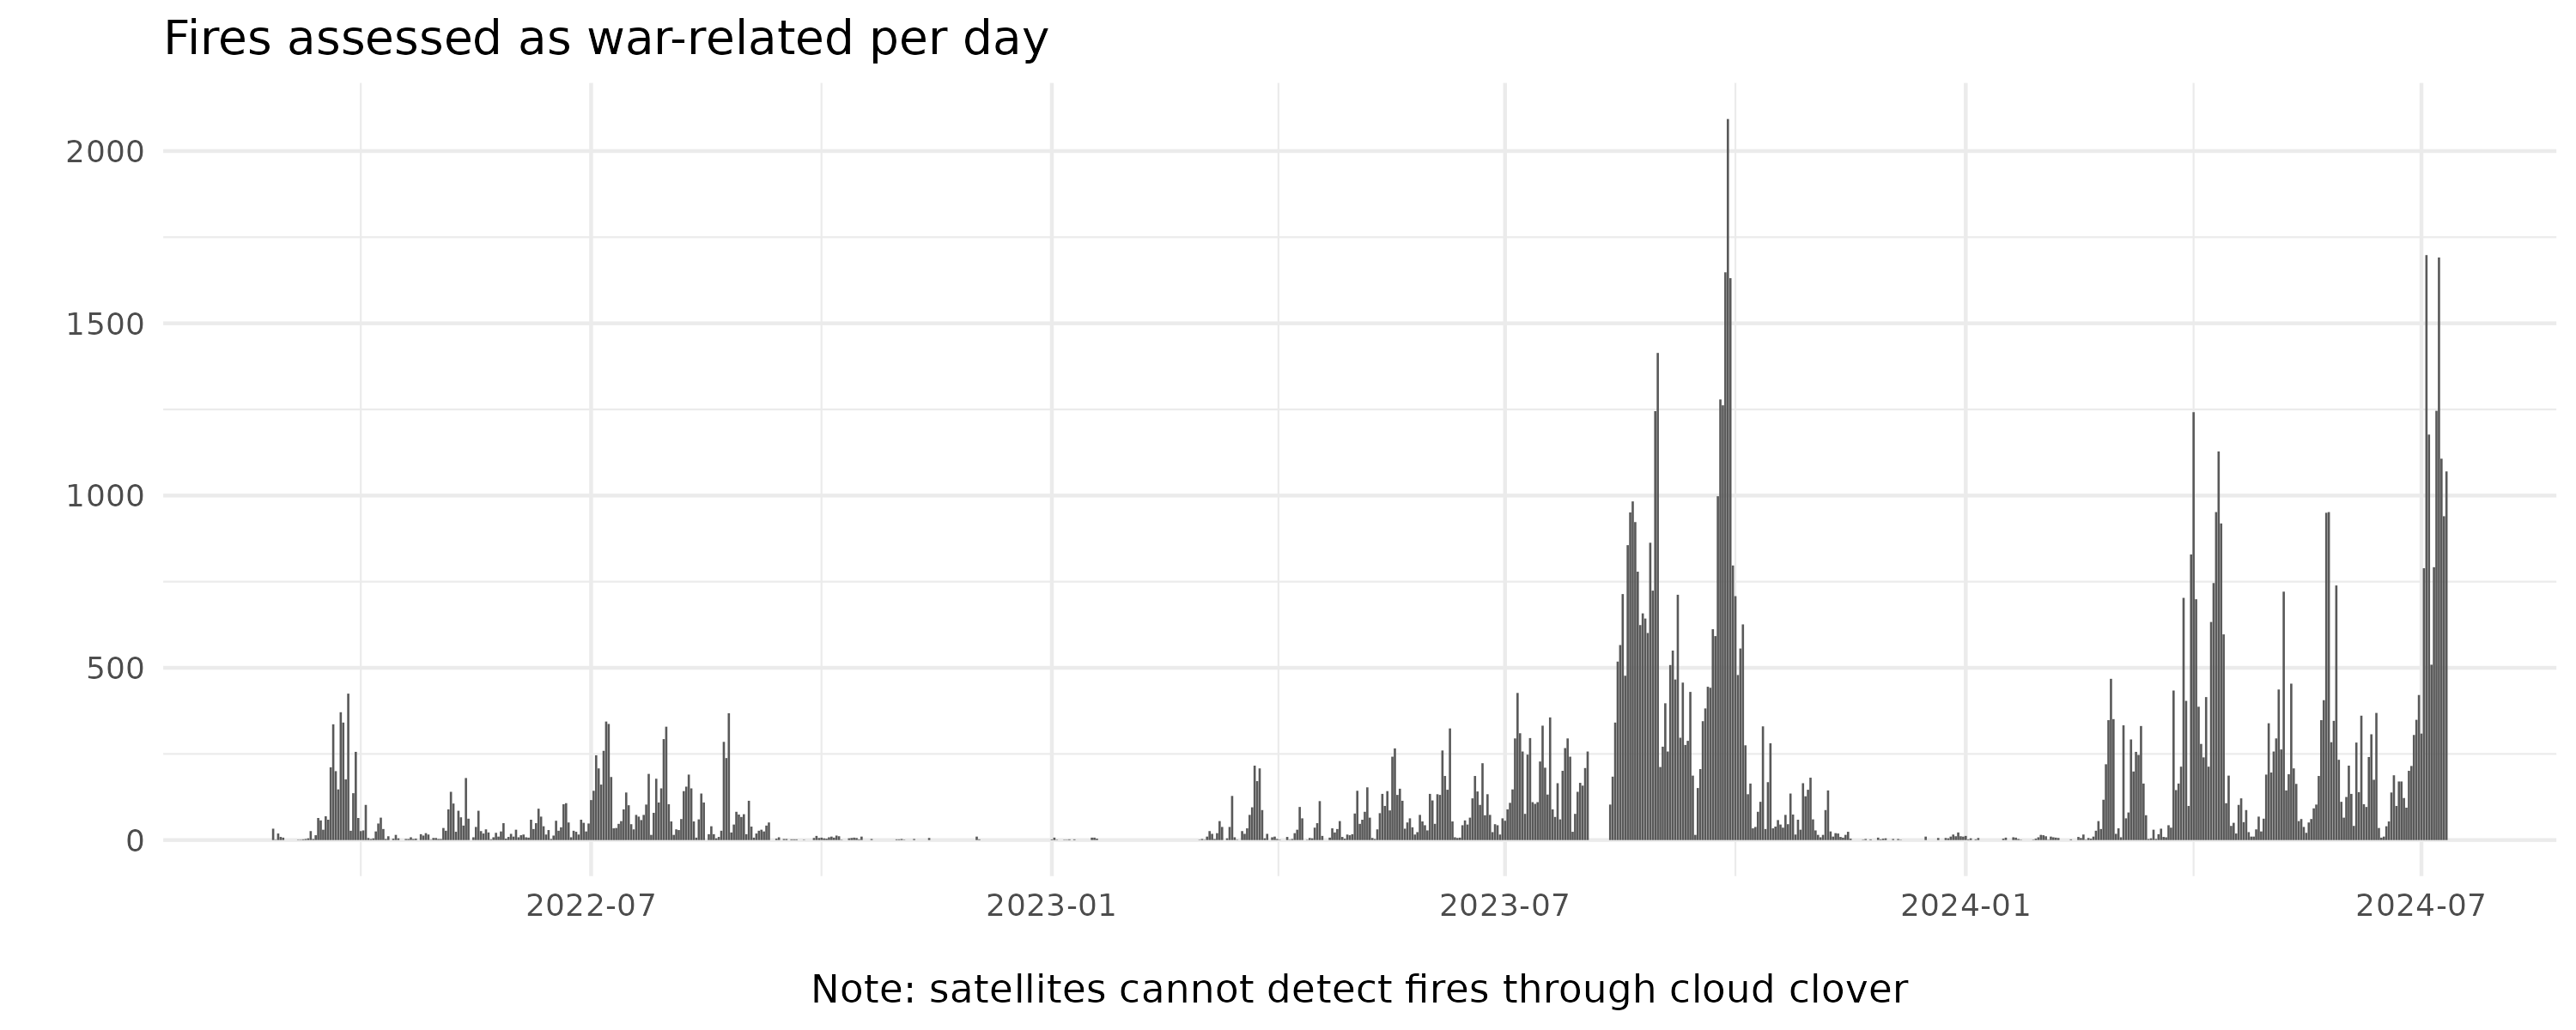 Fires assessed as war-related per day
2000
1500
1000
500
0
2022-07 2023-01 2023-07 2024-01 2024-07
Note: satellites cannot detect fires through cloud clover